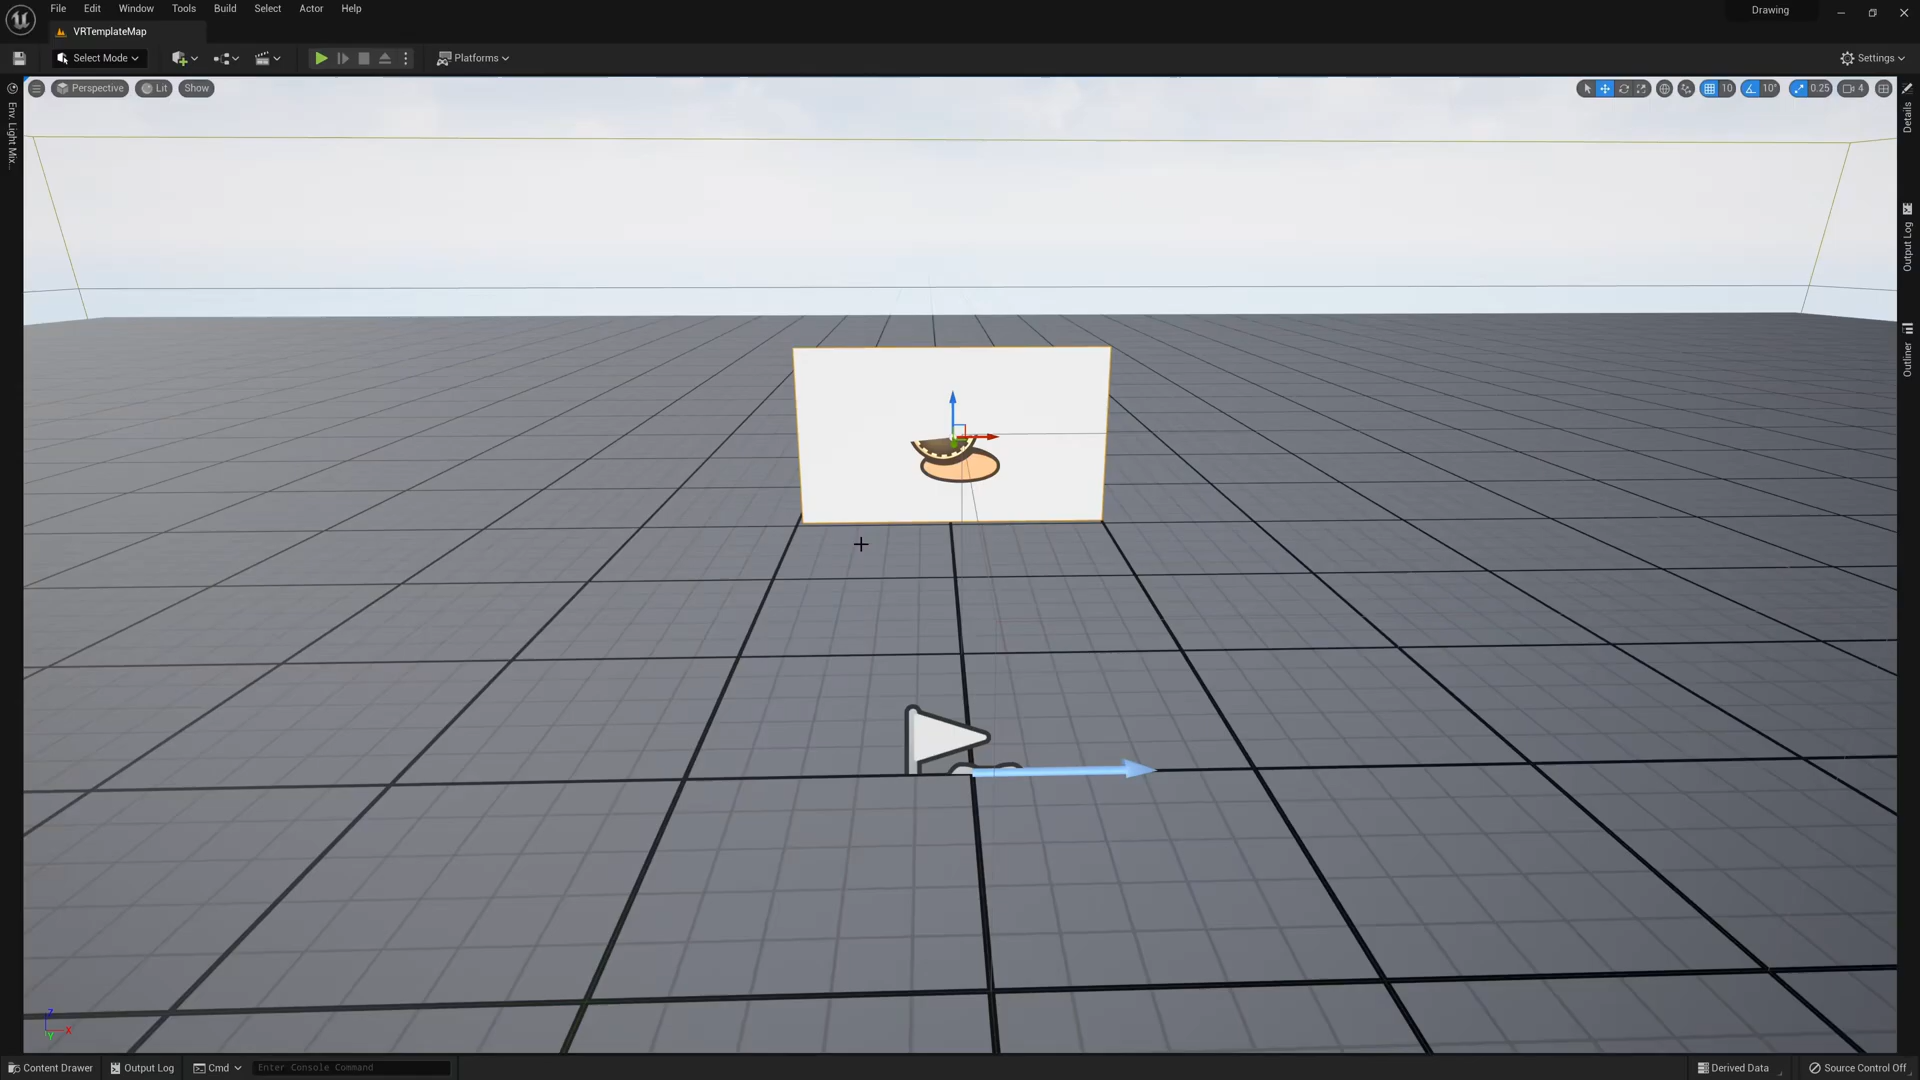 File Edit Window Tools Build Select Actor Help
Drawing
VRTemplateMap
Select Mode
Platforms
Settings
Perspective
Lit
Show
10
10°
0.25
4
Env. Light Mix...
Details
Output Log
Outliner
Z
X
Y
Content Drawer
Output Log
Cmd
Enter Console Command
Derived Data
Source Control Off